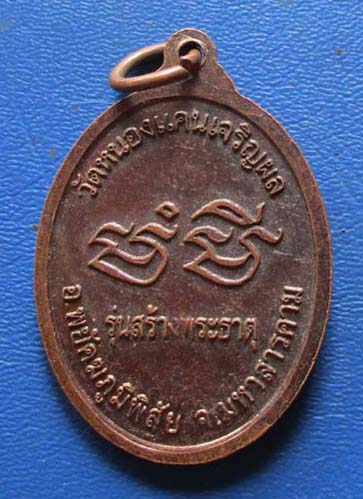 วัดหนองแคนเจริญผล
รุ่นสร้างพระธาตุ
อ.พยัคฆภูมิพิสัย จ.มหาสารคาม